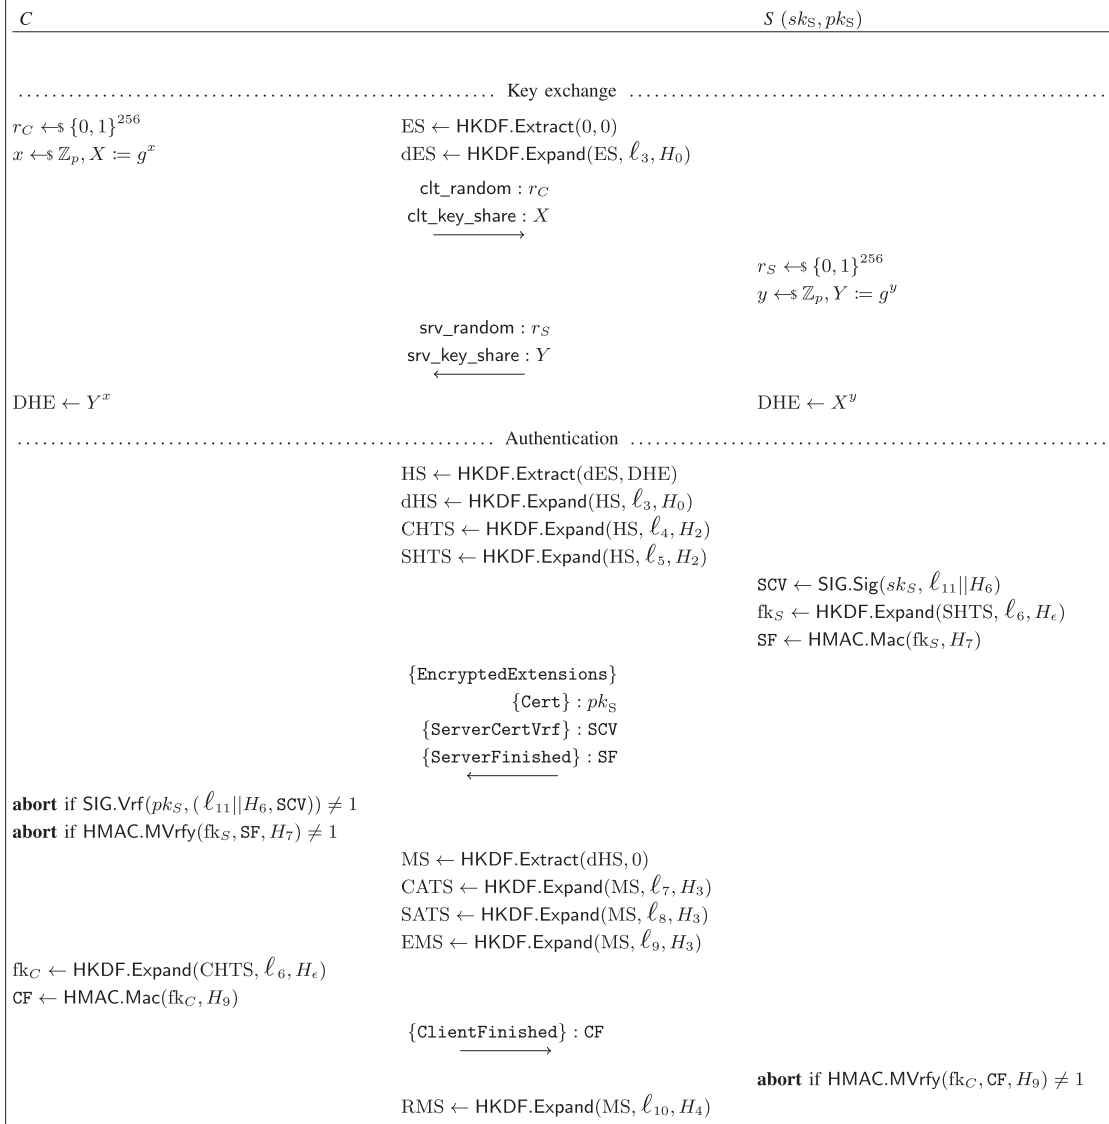 C S (sk_S, pk_S)
Key exchange
r_C ←$ {0, 1}^256 ES ← HKDF.Extract(0, 0)
x ←$ ℤ_p, X := g^x dES ← HKDF.Expand(ES, ℓ_3, H_0)
clt_random : r_C
clt_key_share : X
r_S ←$ {0, 1}^256
y ←$ ℤ_p, Y := g^y
srv_random : r_S
srv_key_share : Y
DHE ← Y^x DHE ← X^y
Authentication
HS ← HKDF.Extract(dES, DHE)
dHS ← HKDF.Expand(HS, ℓ_3, H_0)
CHTS ← HKDF.Expand(HS, ℓ_4, H_2)
SHTS ← HKDF.Expand(HS, ℓ_5, H_2)
SCV ← SIG.Sig(sk_S, ℓ_11||H_6)
fk_S ← HKDF.Expand(SHTS, ℓ_6, H_ϵ)
SF ← HMAC.Mac(fk_S, H_7)
{EncryptedExtensions}
{Cert} : pk_S
{ServerCertVrf} : SCV
{ServerFinished} : SF
abort if SIG.Vrf(pk_S, (ℓ_11||H_6, SCV)) ≠ 1
abort if HMAC.MVrfy(fk_S, SF, H_7) ≠ 1
MS ← HKDF.Extract(dHS, 0)
CATS ← HKDF.Expand(MS, ℓ_7, H_3)
SATS ← HKDF.Expand(MS, ℓ_8, H_3)
EMS ← HKDF.Expand(MS, ℓ_9, H_3)
fk_C ← HKDF.Expand(CHTS, ℓ_6, H_ϵ)
CF ← HMAC.Mac(fk_C, H_9)
{ClientFinished} : CF
abort if HMAC.MVrfy(fk_C, CF, H_9) ≠ 1
RMS ← HKDF.Expand(MS, ℓ_10, H_4)